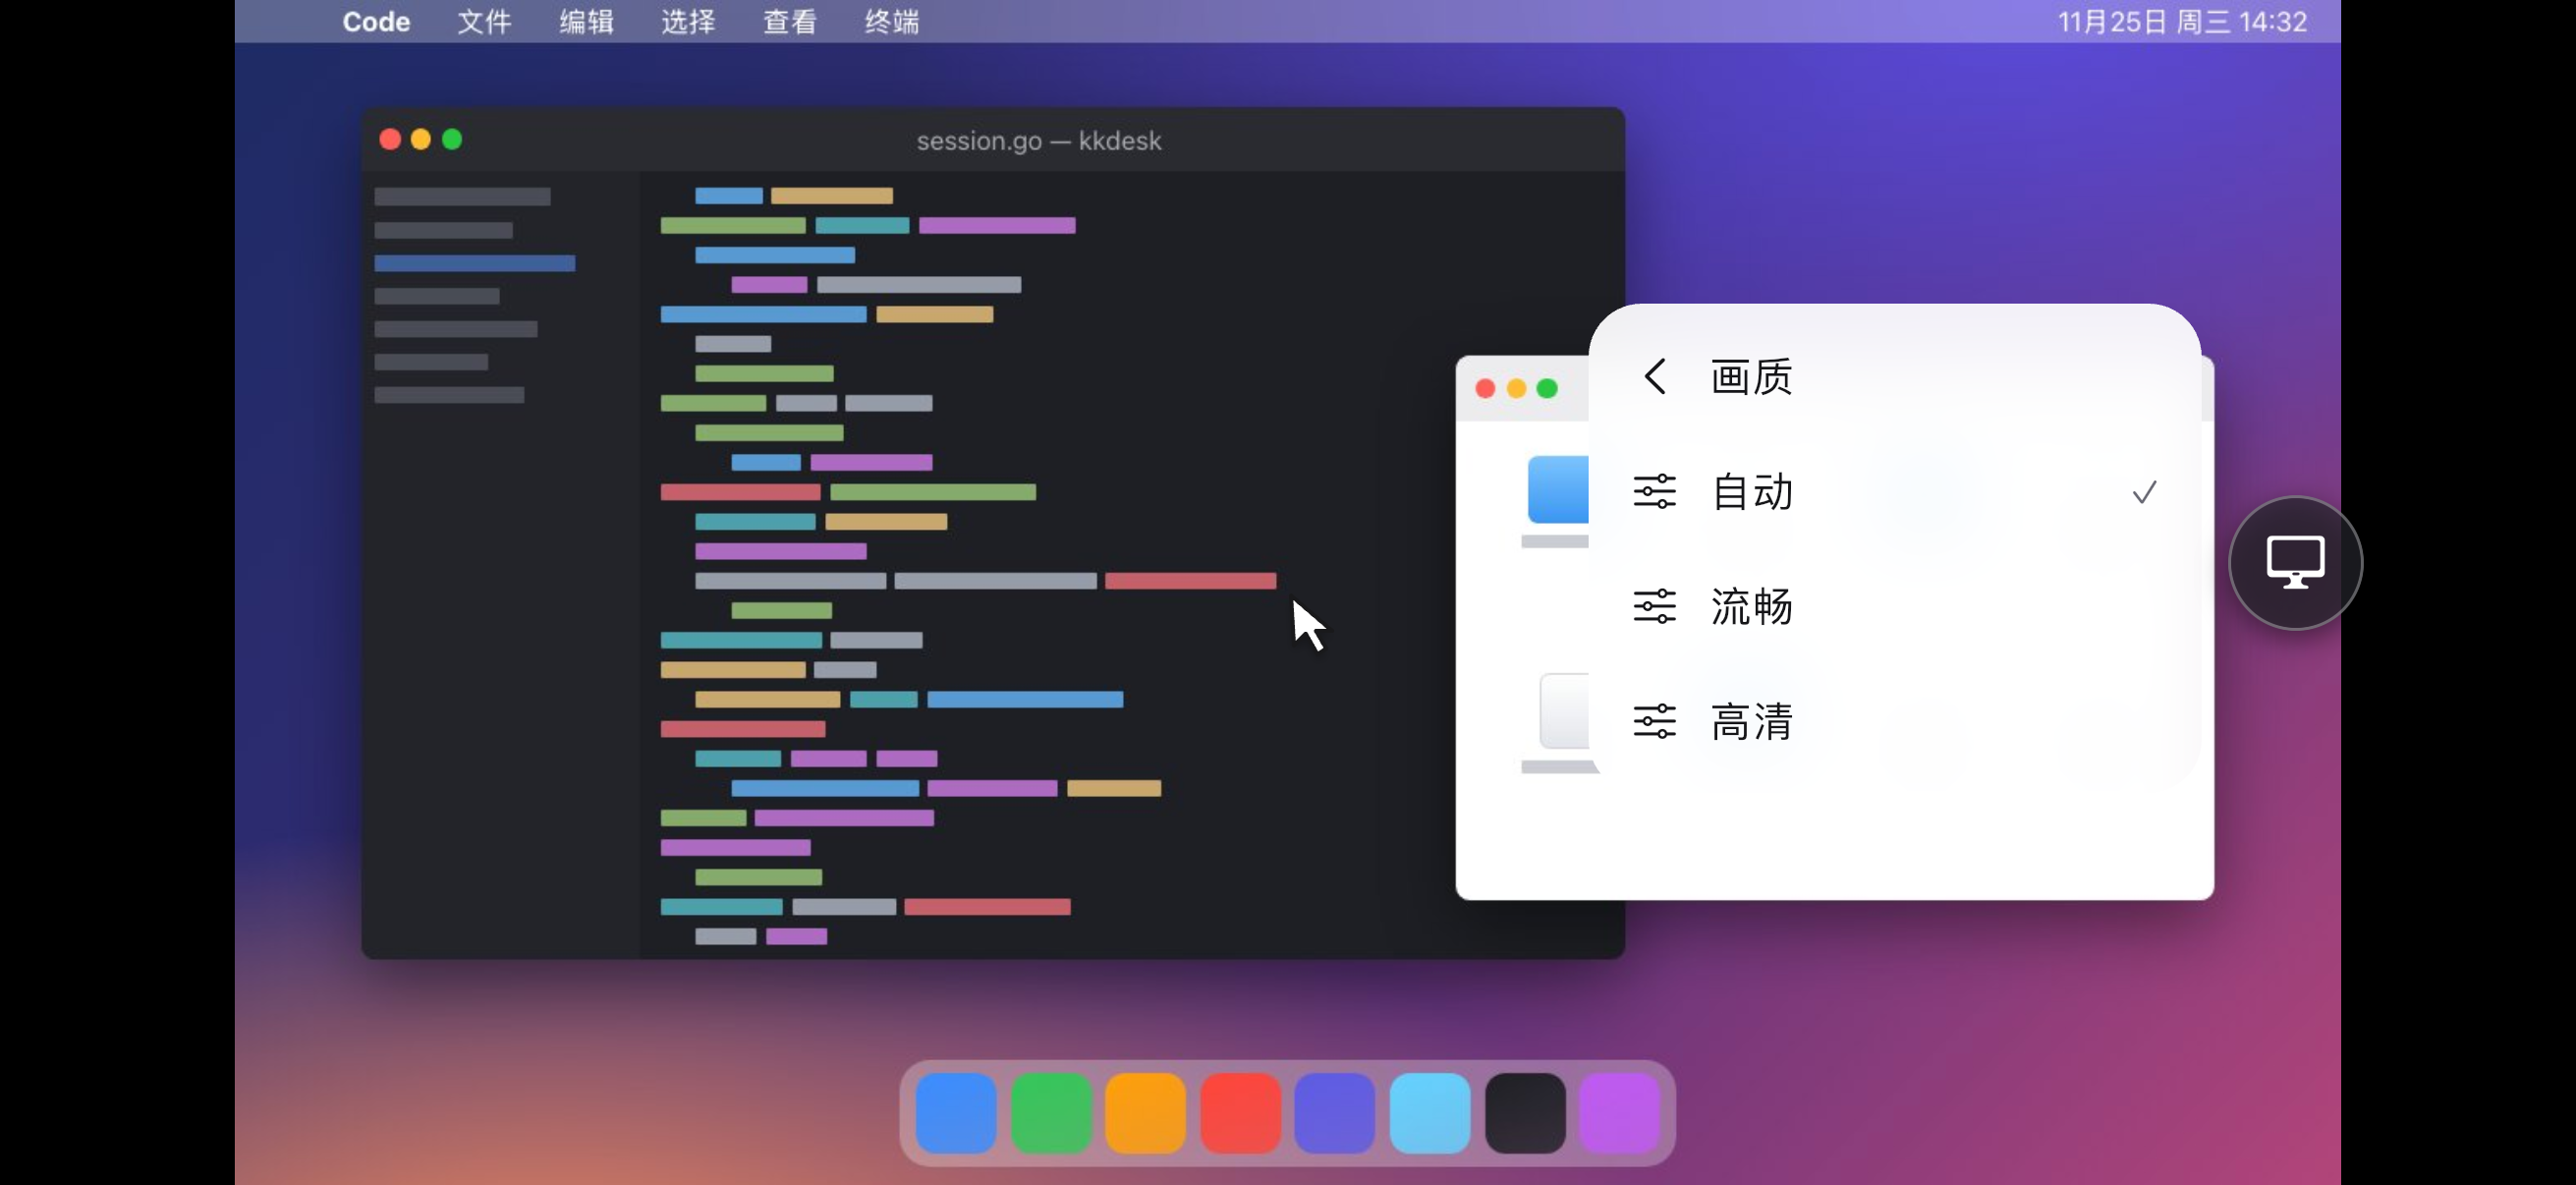 Code 文件 编辑 选择 查看 终端 11月25日 周三 14:32
session.go — kkdesk
画质
自动
流畅
高清